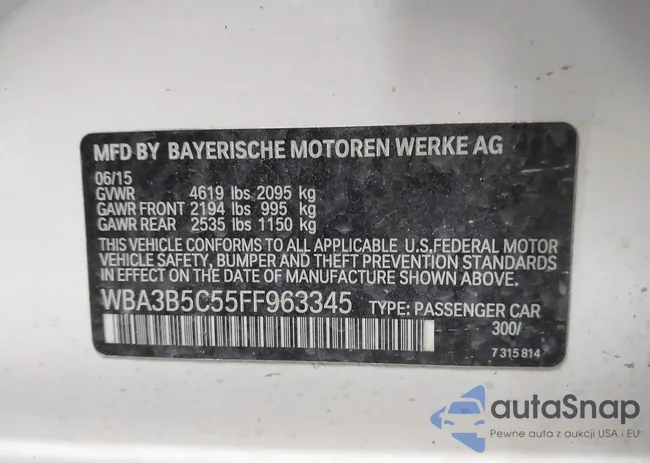 MFD BY BAYERISCHE MOTOREN WERKE AG
06/15
GVWR 4619 lbs 2095 kg
GAWR FRONT 2194 lbs 995 kg
GAWR REAR 2535 lbs 1150 kg
THIS VEHICLE CONFORMS TO ALL APPLICABLE U.S.FEDERAL MOTOR
VEHICLE SAFETY, BUMPER AND THEFT PREVENTION STANDARDS
IN EFFECT ON THE DATE OF MANUFACTURE SHOWN ABOVE.
WBA3B5C55FF963345 TYPE: PASSENGER CAR
300/
7 315 814
autaSnap
Pewne auta z aukcji USA i EU